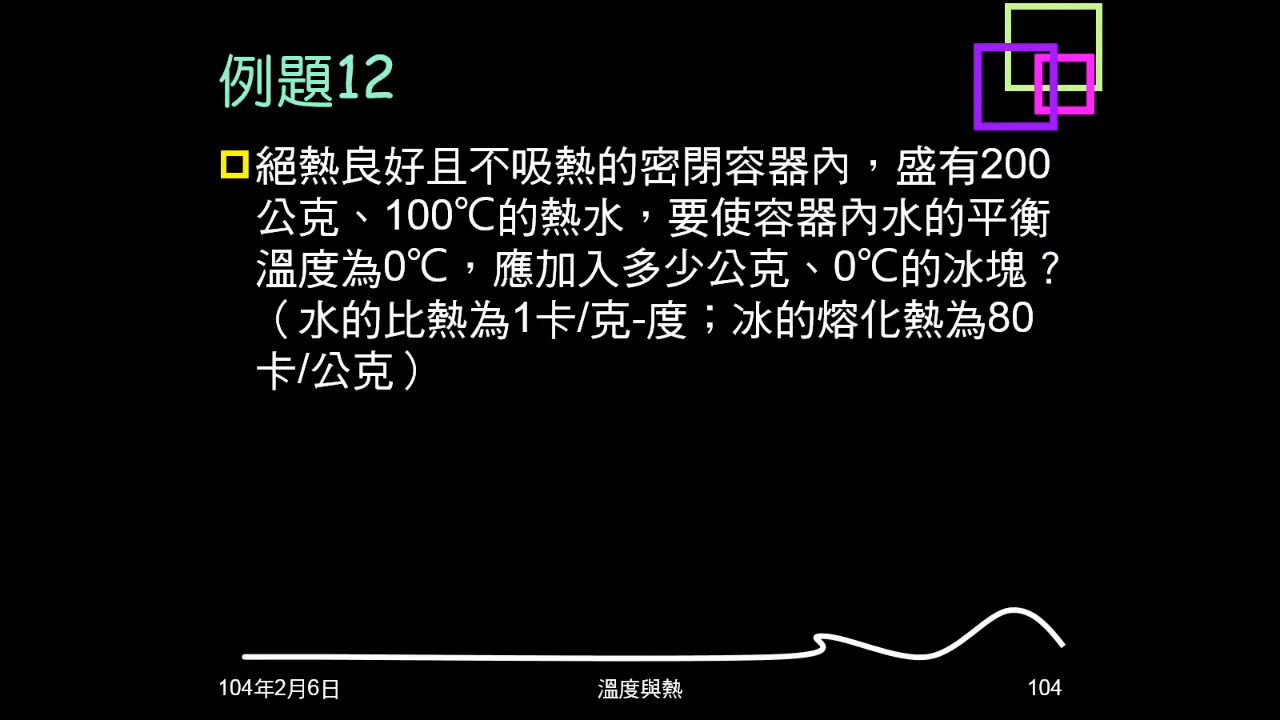 例題12
絕熱良好且不吸熱的密閉容器內，盛有200
公克、100℃的熱水，要使容器內水的平衡
溫度為0℃，應加入多少公克、0℃的冰塊？
（水的比熱為1卡/克-度；冰的熔化熱為80
卡/公克）
104年2月6日
溫度與熱
104